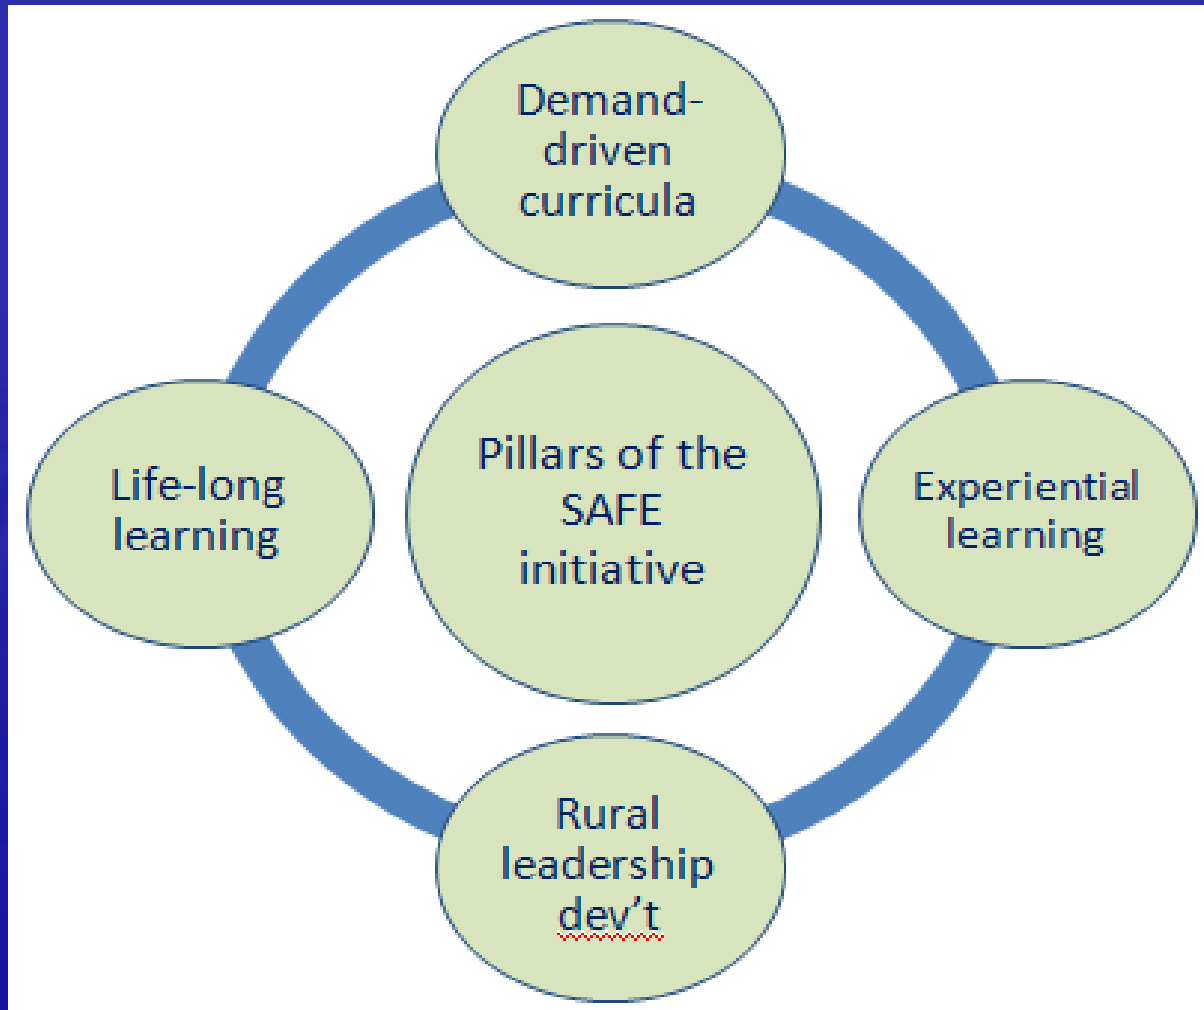 Demand-
driven
curricula
Pillars of the
SAFE
initiative
Life-long
learning
Experiential
learning
Rural
leadership
dev't